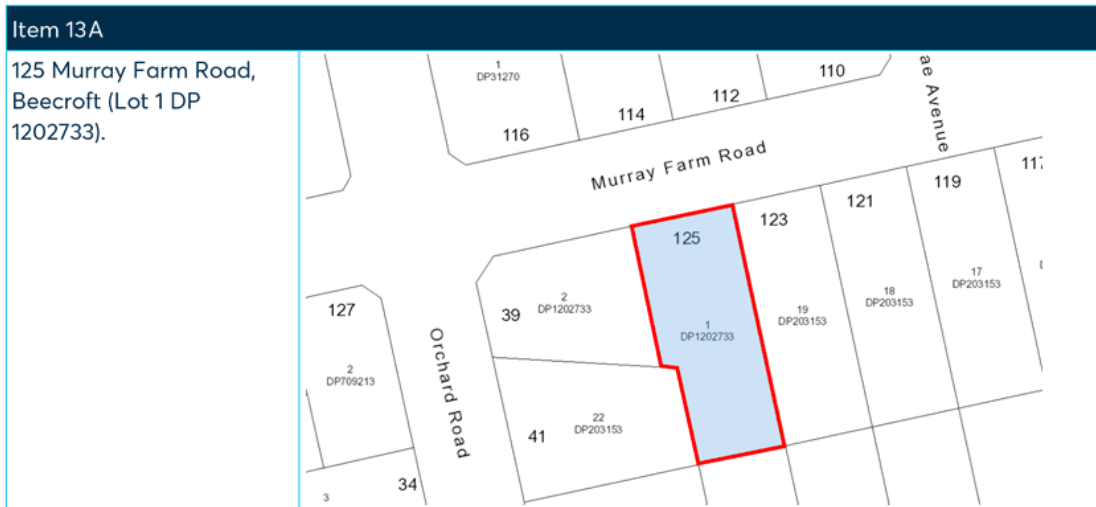 Item 13A
125 Murray Farm Road,
Beecroft (Lot 1 DP
1202733).
1
DP31270
110
112
114
116
ae Avenue
Murray Farm Road
117
119
121
123
125
17
DP203153
18
DP203153
19
DP203153
2
DP1202733
39
1
DP1202733
127
2
DP709213
Orchard Road
22
DP203153
41
34
3